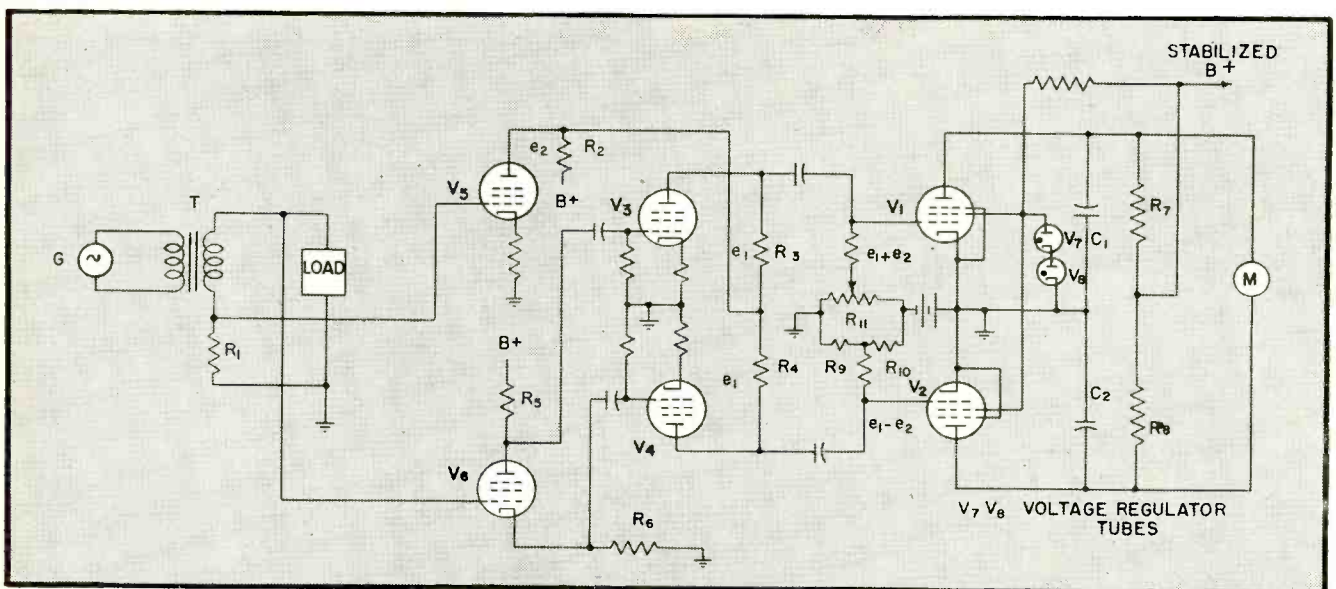 STABILIZED
B+
e2
R2
V5
B+
V3
V1
R7
V7
C1
T
G
LOAD
e1
R3
e1+e2
V8
M
R1
R11
B+
R5
e1
R4
R9
R10
V2
C2
R8
V4
e1-e2
V6
R6
V7 V8 VOLTAGE REGULATOR
TUBES